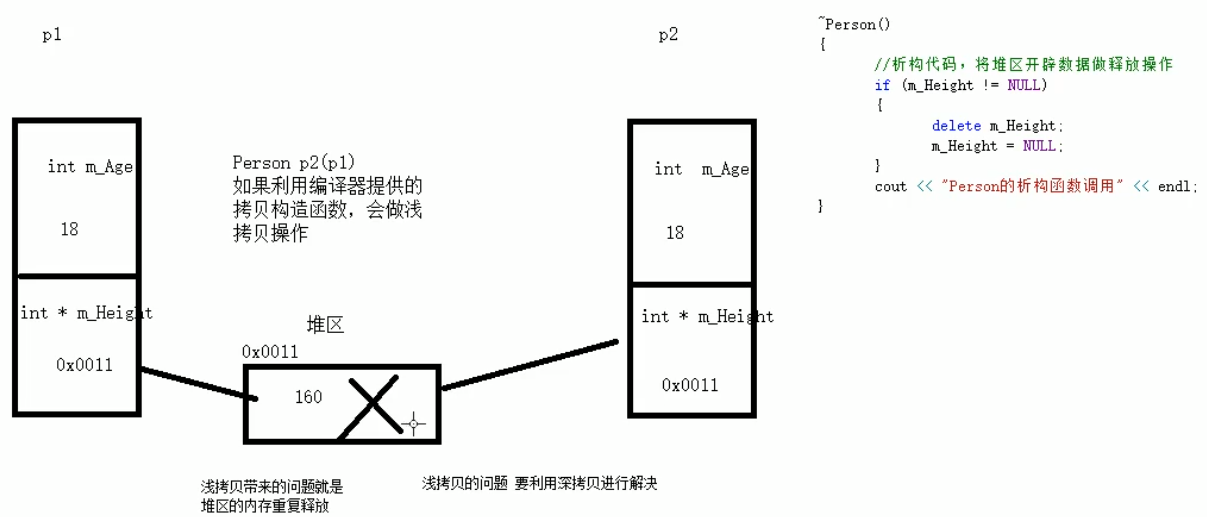 p1
int m_Age
18
int * m_Height
0x0011
Person p2(p1)
如果利用编译器提供的
拷贝构造函数，会做浅
拷贝操作
堆区
0x0011
160
浅拷贝带来的问题就是
堆区的内存重复释放
浅拷贝的问题 要利用深拷贝进行解决
p2
int m_Age
18
int * m_Height
0x0011
~Person()
{
//析构代码，将堆区开辟数据做释放操作
if (m_Height != NULL)
{
delete m_Height;
m_Height = NULL;
}
cout << "Person的析构函数调用" << endl;
}